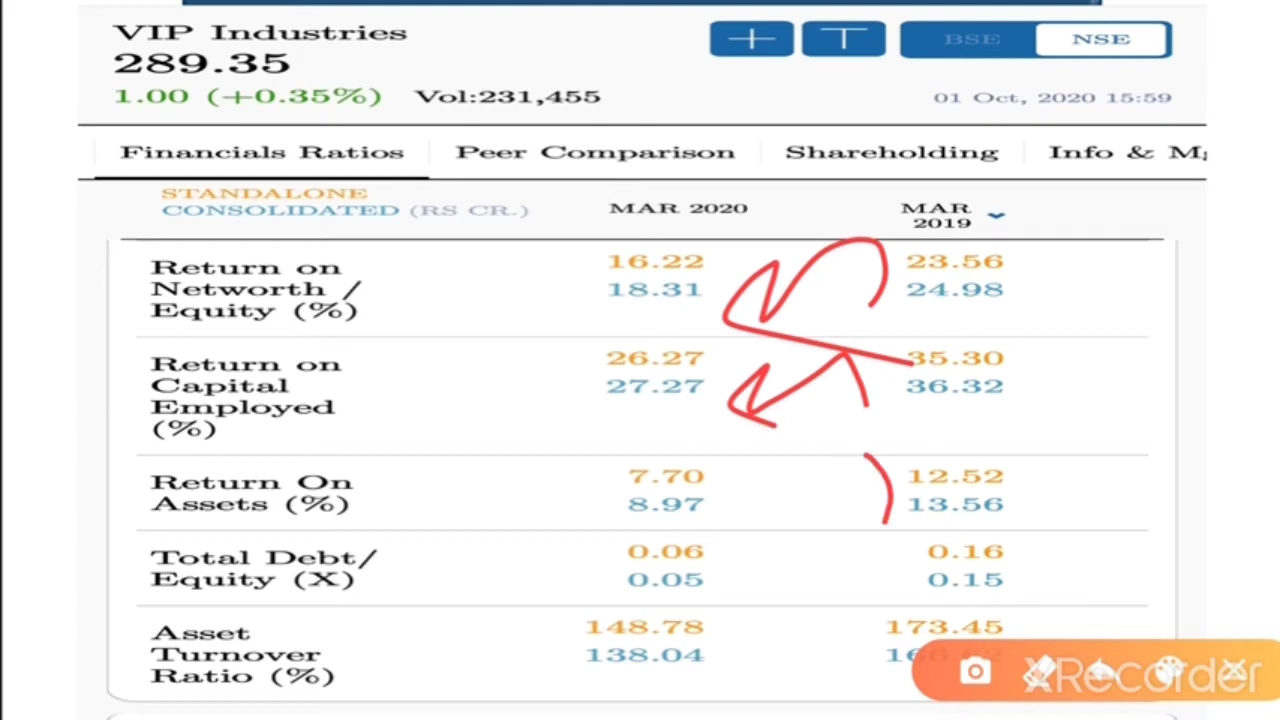 VIP Industries
289.35
1.00 (+0.35%) Vol:231,455
BSE NSE
01 Oct, 2020 15:59
Financials Ratios Peer Comparison Shareholding Info &
STANDALONE
CONSOLIDATED (RS CR.) MAR 2020 MAR 2019
Return on Networth / Equity (%)
16.22 23.56
18.31 24.98
Return on Capital Employed (%)
26.27 35.30
27.27 36.32
Return On Assets (%)
7.70 12.52
8.97 13.56
Total Debt/ Equity (X)
0.06 0.16
0.05 0.15
Asset Turnover Ratio (%)
148.78 173.45
138.04
XRecorder